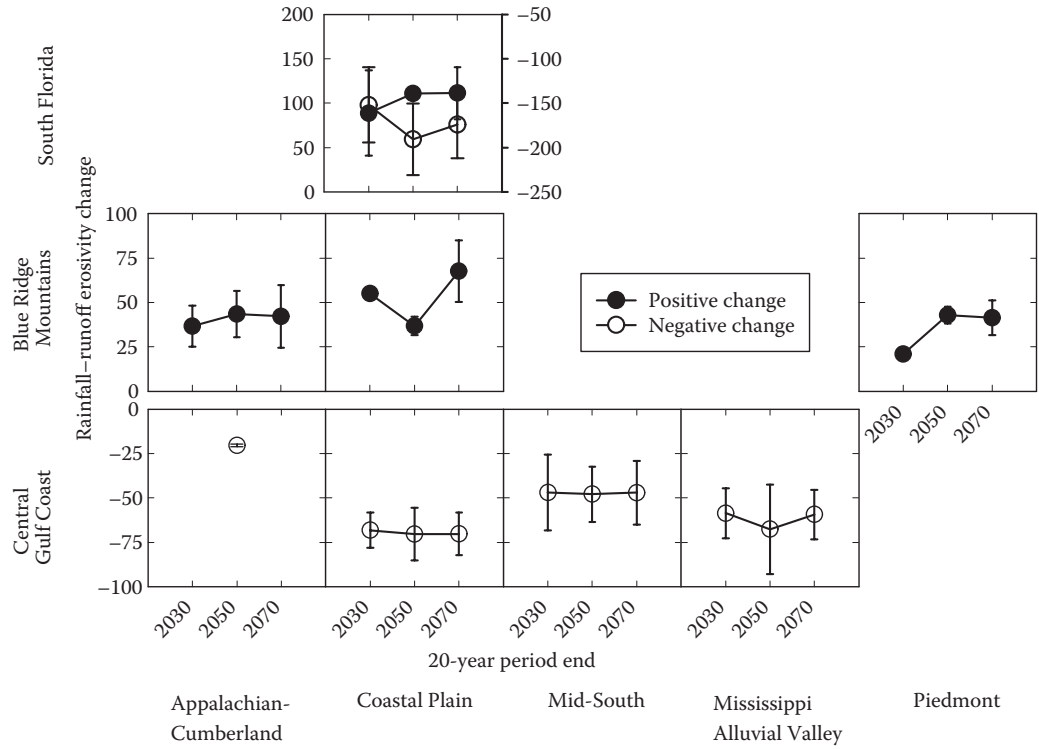 South Florida
200
150
100
50
0
−50
−100
−150
−200
−250
Rainfall–runoff erosivity change
Blue Ridge
Mountains
100
75
50
25
0
Positive change
Negative change
2030
2050
2070
Central
Gulf Coast
0
−25
−50
−75
−100
2030
2050
2070
2030
2050
2070
2030
2050
2070
2030
2050
2070
20-year period end
Appalachian-
Cumberland
Coastal Plain
Mid-South
Mississippi
Alluvial Valley
Piedmont